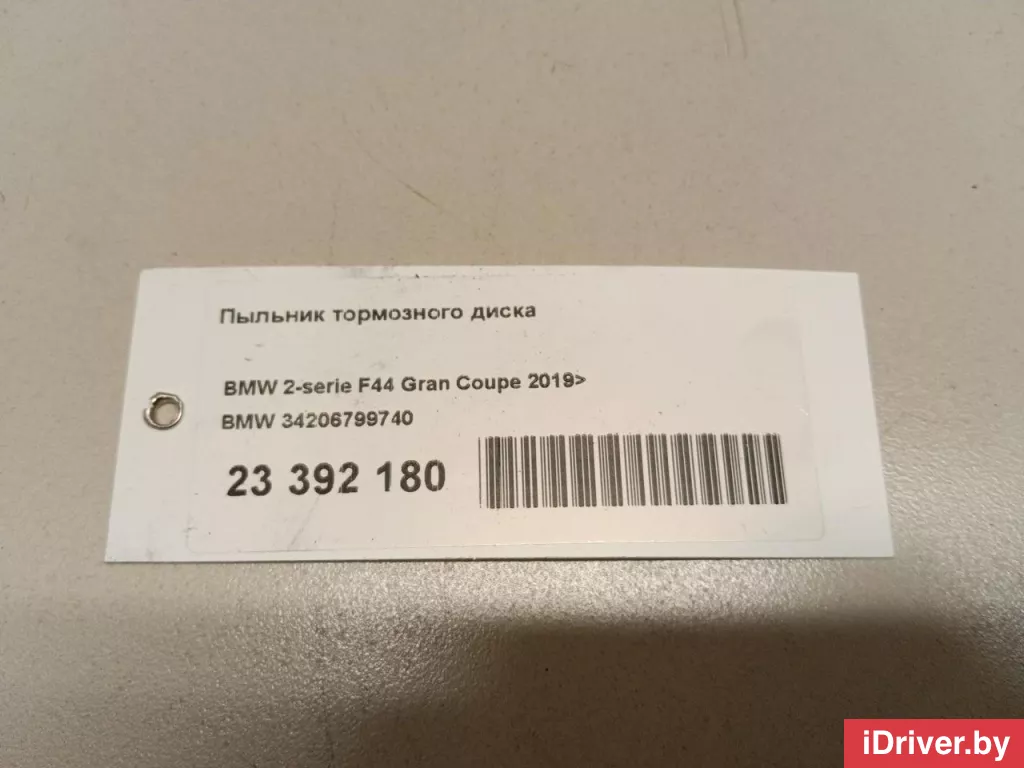 Пыльник тормозного диска
BMW 2-serie F44 Gran Coupe 2019>
BMW 34206799740
23 392 180
iDriver.by